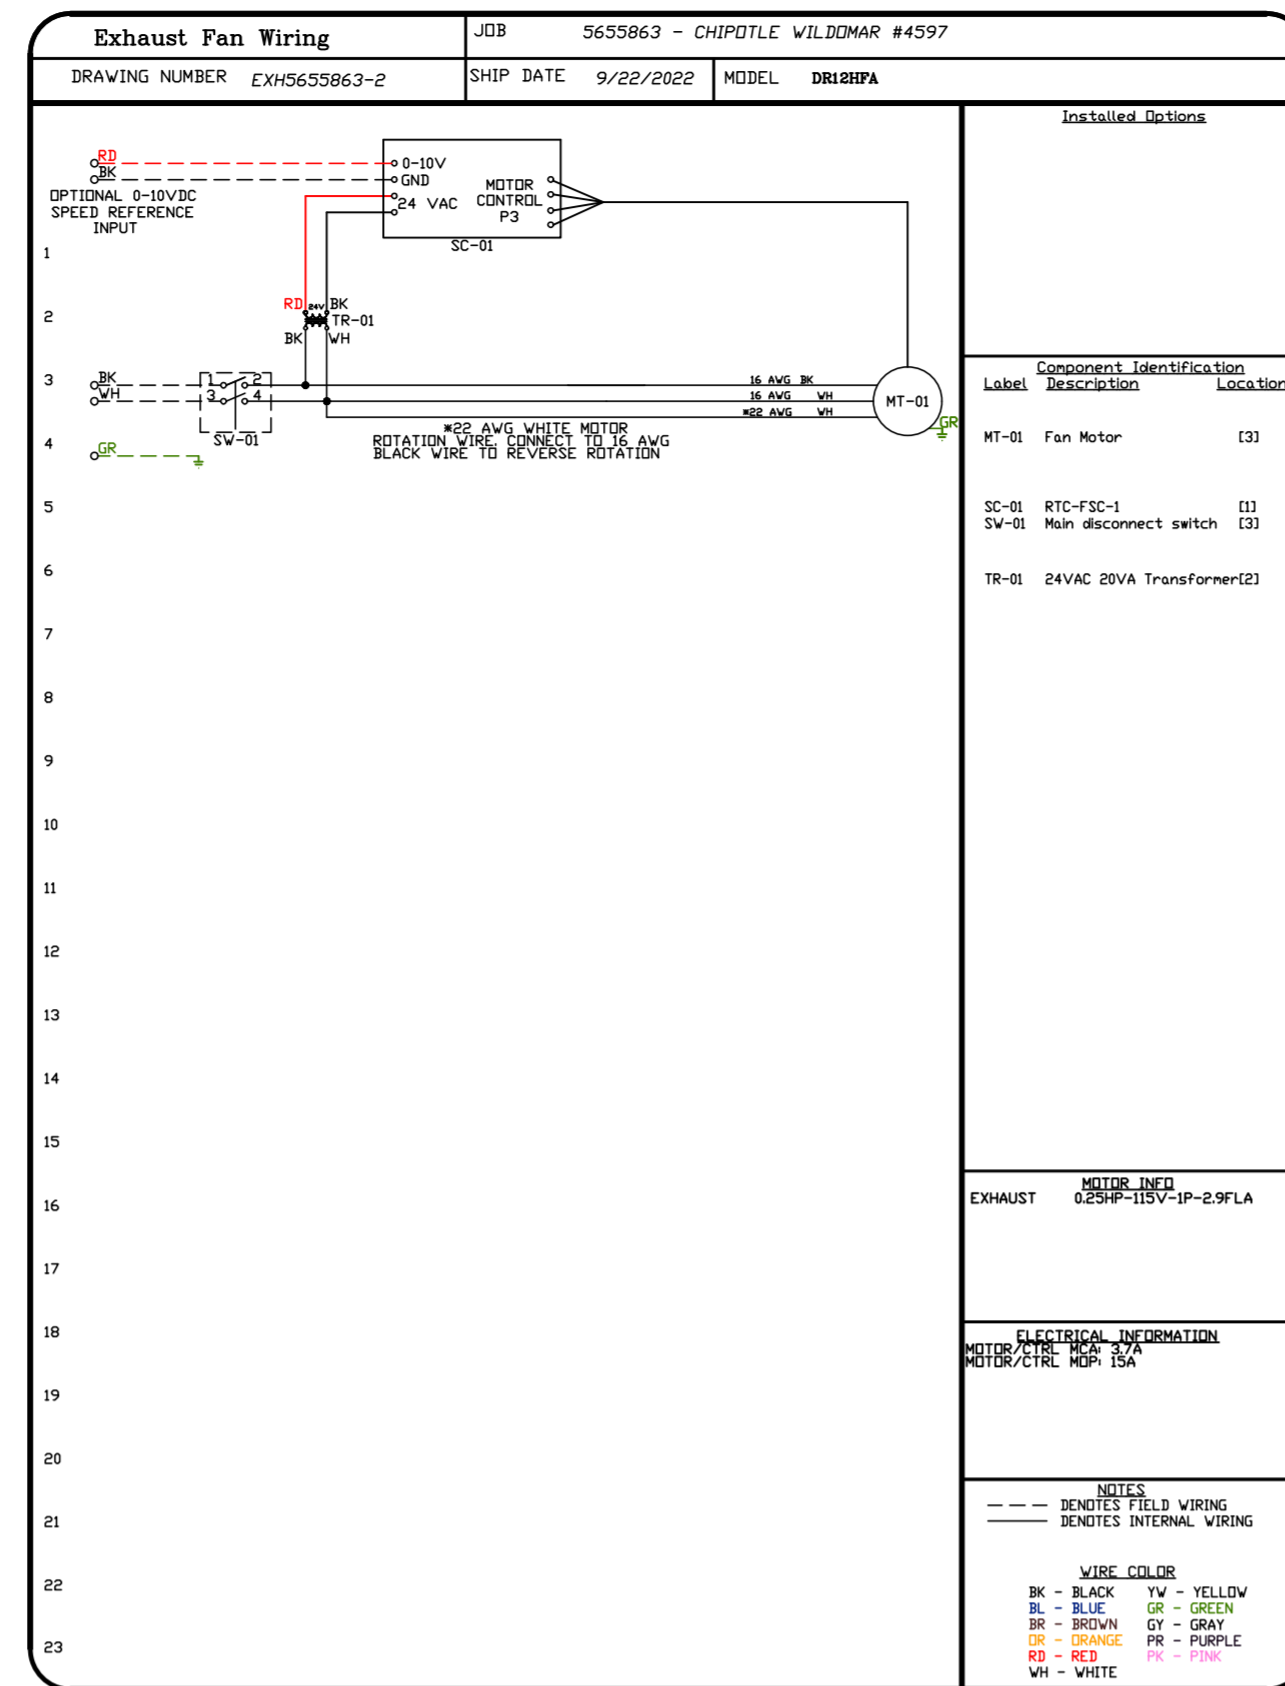 Exhaust Fan Wiring
JOB 5655863 - CHIPOTLE WILDOMAR #4597
DRAWING NUMBER EXH5655863-2
SHIP DATE 9/22/2022
MODEL DR12HFA
RD
BK
OPTIONAL 0-10VDC
SPEED REFERENCE
INPUT
0-10V
GND
24 VAC
MOTOR
CONTROL
P3
SC-01
RD 24V BK
TR-01
BK WH
BK
WH
1 2
3 4
SW-01
GR
16 AWG BK
16 AWG WH
*22 AWG WH
MT-01
GR
*22 AWG WHITE MOTOR
ROTATION WIRE. CONNECT TO 16 AWG
BLACK WIRE TO REVERSE ROTATION
1
2
3
4
5
6
7
8
9
10
11
12
13
14
15
16
17
18
19
20
21
22
23
Installed Options
Component Identification
Label Description Location
MT-01 Fan Motor [3]
SC-01 RTC-FSC-1 [1]
SW-01 Main disconnect switch [3]
TR-01 24VAC 20VA Transformer[2]
MOTOR INFO
EXHAUST 0.25HP-115V-1P-2.9FLA
ELECTRICAL INFORMATION
MOTOR/CTRL MCA: 3.7A
MOTOR/CTRL MOP: 15A
NOTES
DENOTES FIELD WIRING
DENOTES INTERNAL WIRING
WIRE COLOR
BK - BLACK YW - YELLOW
BL - BLUE GR - GREEN
BR - BROWN GY - GRAY
OR - ORANGE PR - PURPLE
RD - RED PK - PINK
WH - WHITE